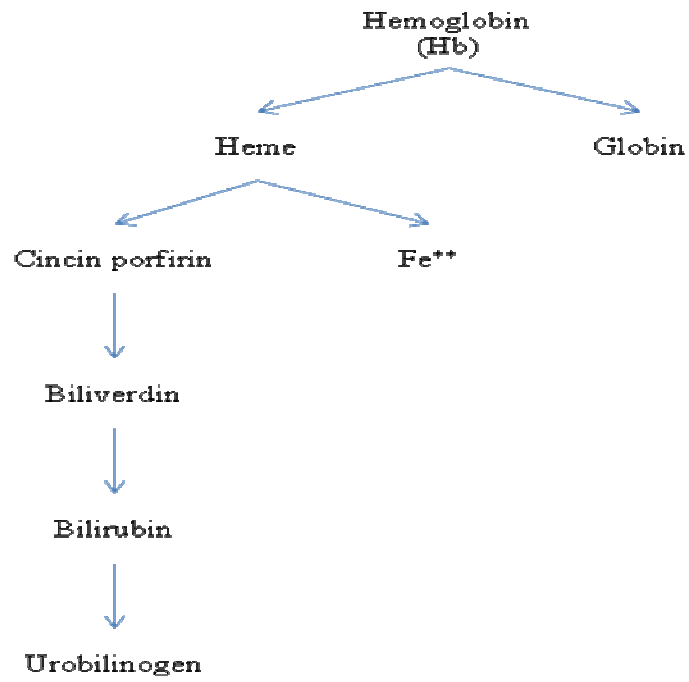 Hemoglobin
(Hb)
Heme
Globin
Cincin porfirin
Fe⁺⁺
Biliverdin
Bilirubin
Urobilinogen